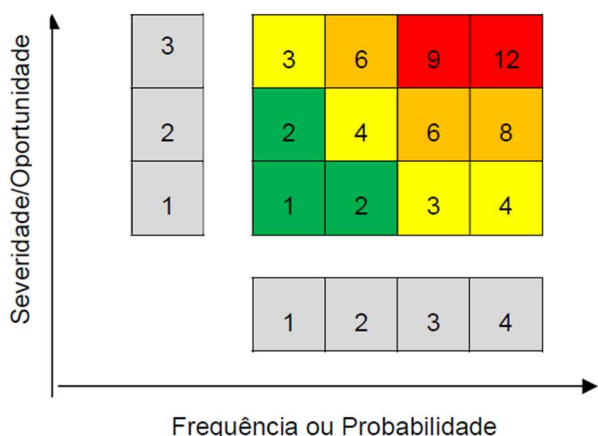 Severidade/Oportunidade
3 3 6 9 12
2 2 4 6 8
1 1 2 3 4
1 2 3 4
Frequência ou Probabilidade